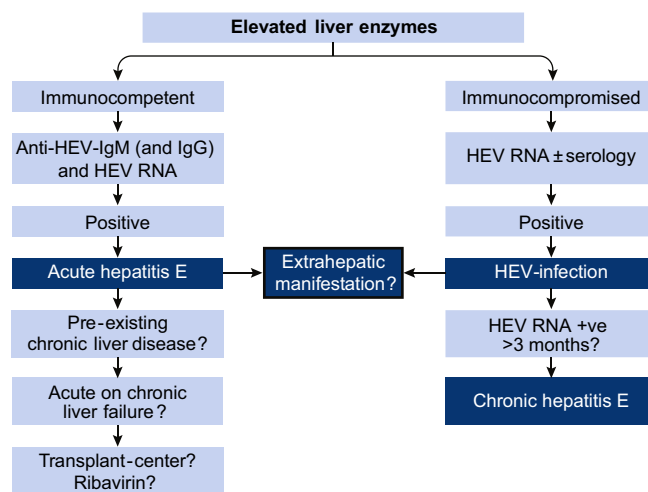 Elevated liver enzymes
Immunocompetent
Anti-HEV-IgM (and IgG)
and HEV RNA
Positive
Acute hepatitis E
Pre-existing
chronic liver disease?
Acute on chronic
liver failure?
Transplant-center?
Ribavirin?
Extrahepatic
manifestation?
Immunocompromised
HEV RNA ± serology
Positive
HEV-infection
HEV RNA +ve
>3 months?
Chronic hepatitis E